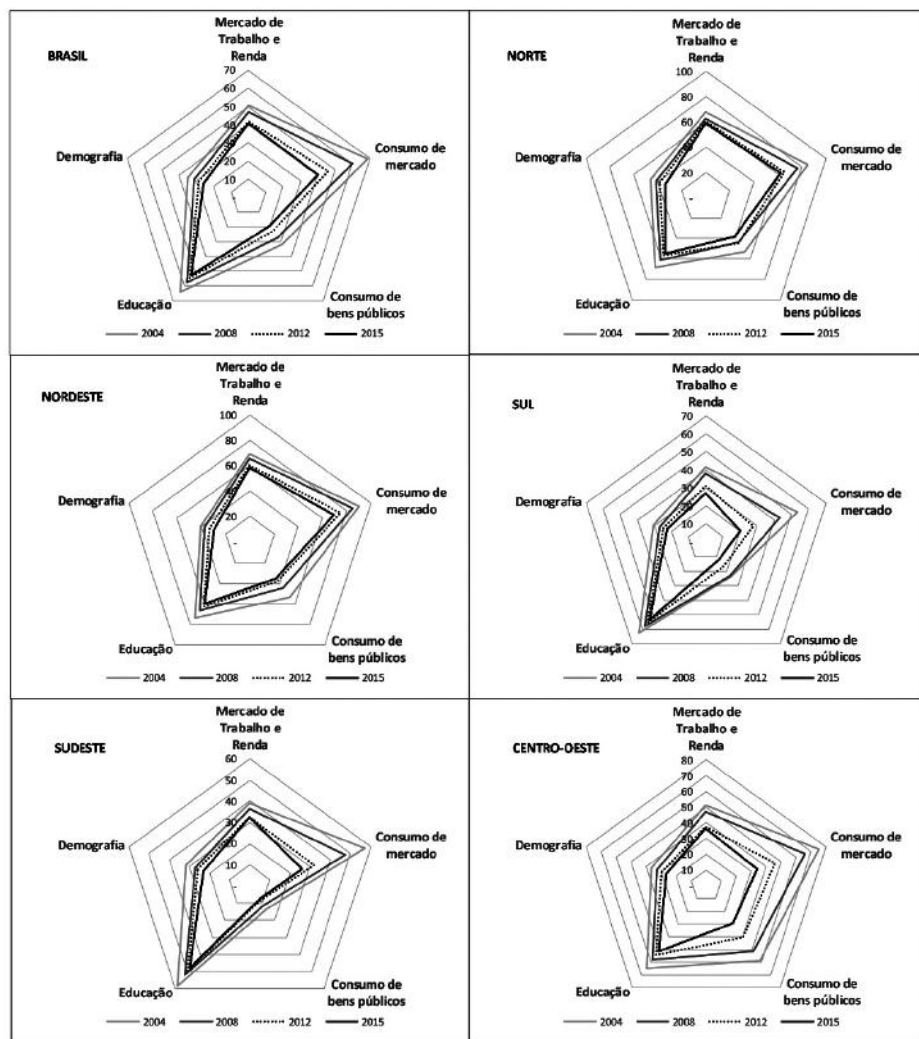 BRASIL
Mercado de
Trabalho e
Renda
70
60
50
40
30
20
10
-
Consumo de
mercado
Consumo de
bens públicos
Educação
Demografia
2004 2008 2012 2015
NORTE
Mercado de
Trabalho e
Renda
100
80
60
20
-
Consumo de
mercado
Consumo de
bens públicos
Educação
Demografia
2004 2008 2012 2015
NORDESTE
Mercado de
Trabalho e
Renda
100
80
60
20
-
Consumo de
mercado
Consumo de
bens públicos
Educação
Demografia
2004 2008 2012 2015
SUL
Mercado de
Trabalho e
Renda
70
60
50
40
30
20
10
-
Consumo de
mercado
Consumo de
bens públicos
Educação
Demografia
2004 2008 2012 2015
SUDESTE
Mercado de
Trabalho e
Renda
60
50
40
30
20
10
-
Consumo de
mercado
Consumo de
bens públicos
Educação
Demografia
2004 2008 2012 2015
CENTRO-OESTE
Mercado de
Trabalho e
Renda
80
70
60
50
40
30
20
10
-
Consumo de
mercado
Consumo de
bens públicos
Educação
Demografia
2004 2008 2012 2015